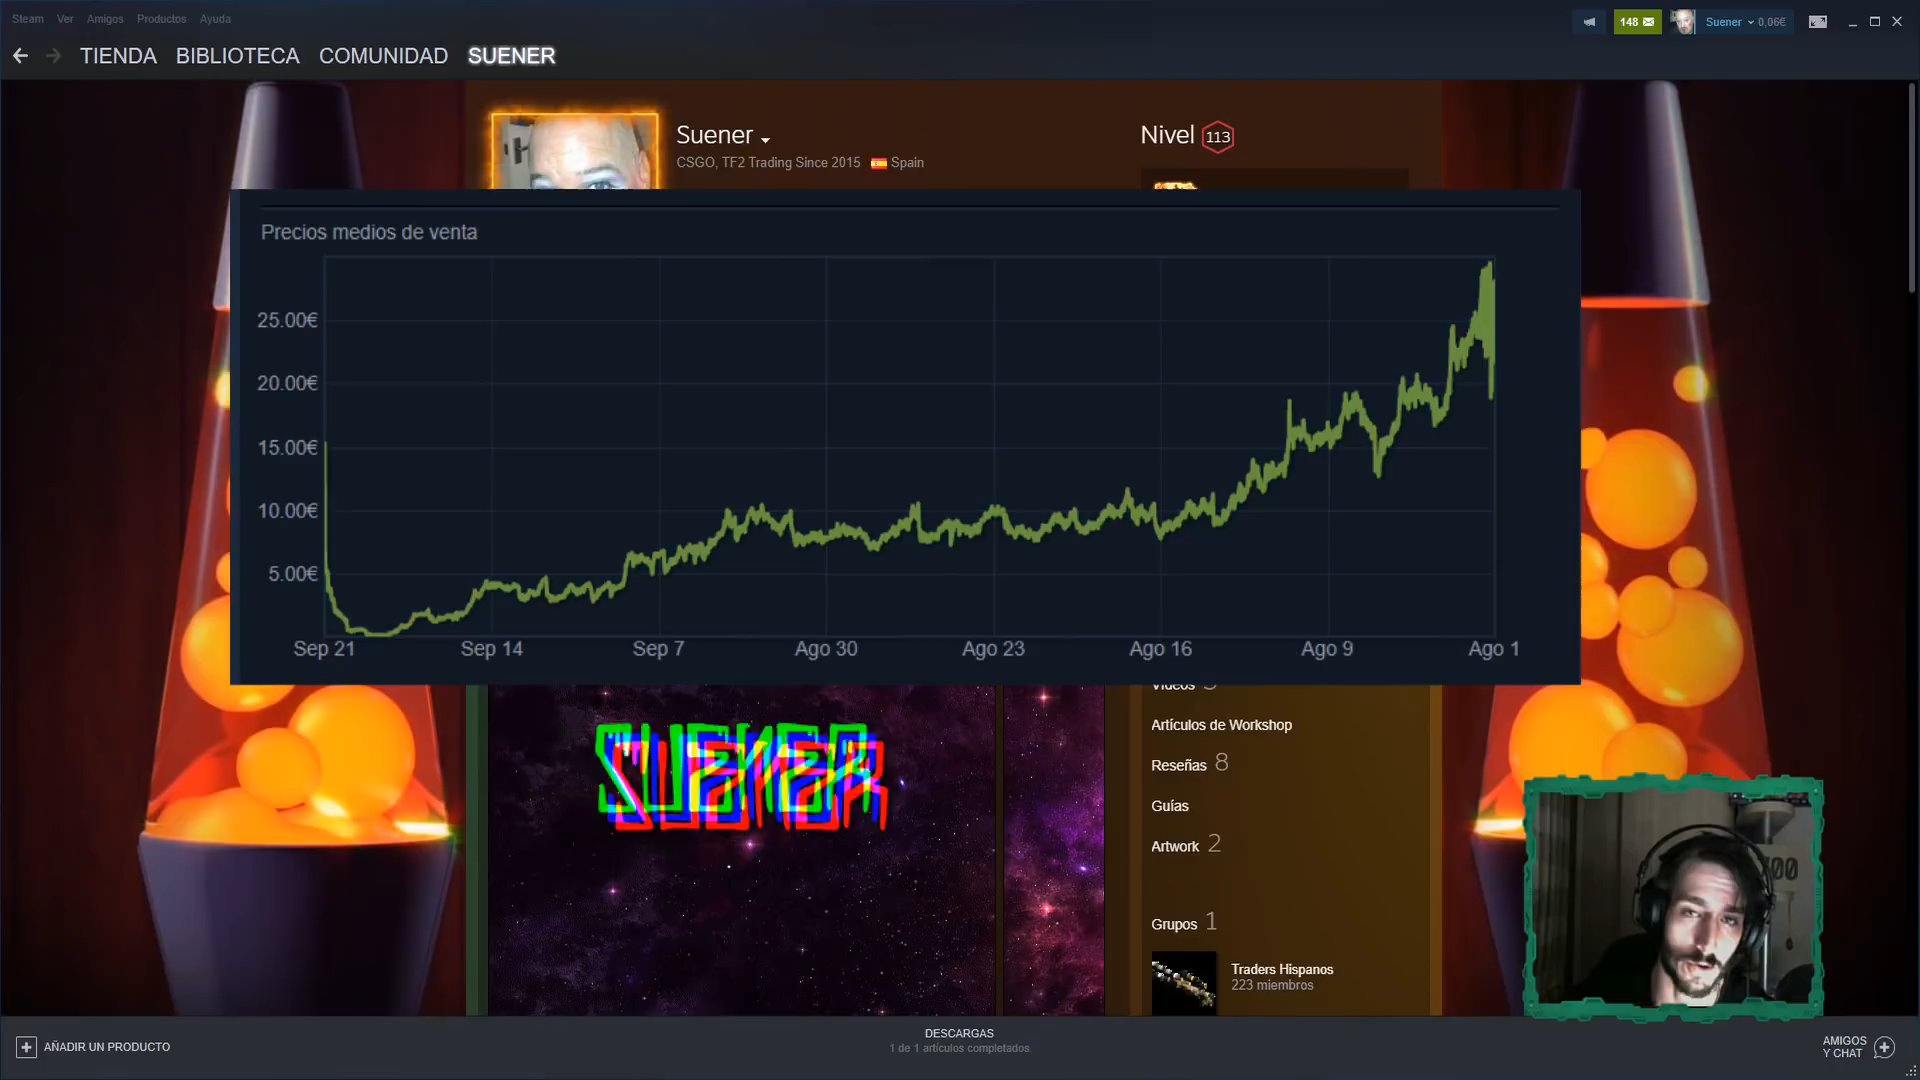 Steam Ver Amigos Productos Ayuda
148
Suener 0,06€
TIENDA BIBLIOTECA COMUNIDAD SUENER
Suener
CSGO, TF2 Trading Since 2015 Spain
Nivel 113
Precios medios de venta
25.00€
20.00€
15.00€
10.00€
5.00€
Sep 21 Sep 14 Sep 7 Ago 30 Ago 23 Ago 16 Ago 9 Ago 1
SUENER
Artículos de Workshop
Reseñas 8
Guías
Artwork 2
Grupos 1
Traders Hispanos
223 miembros
AÑADIR UN PRODUCTO
DESCARGAS
1 de 1 artículos completados
AMIGOS
Y CHAT